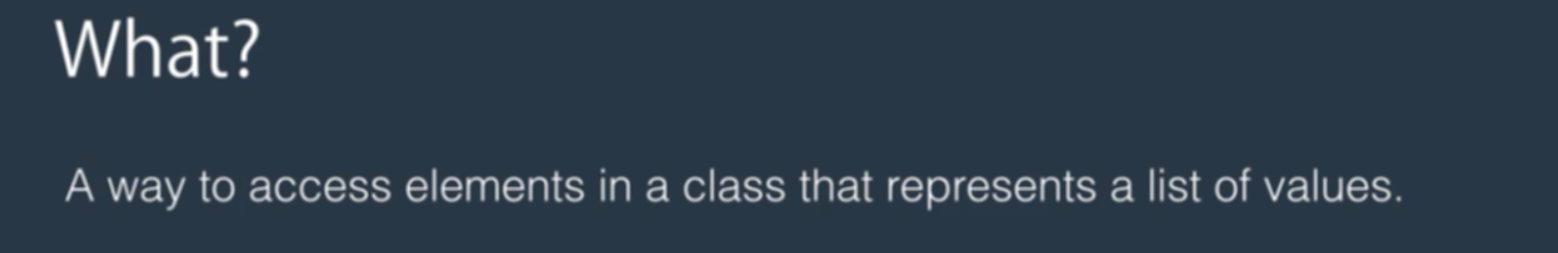 What?
A way to access elements in a class that represents a list of values.